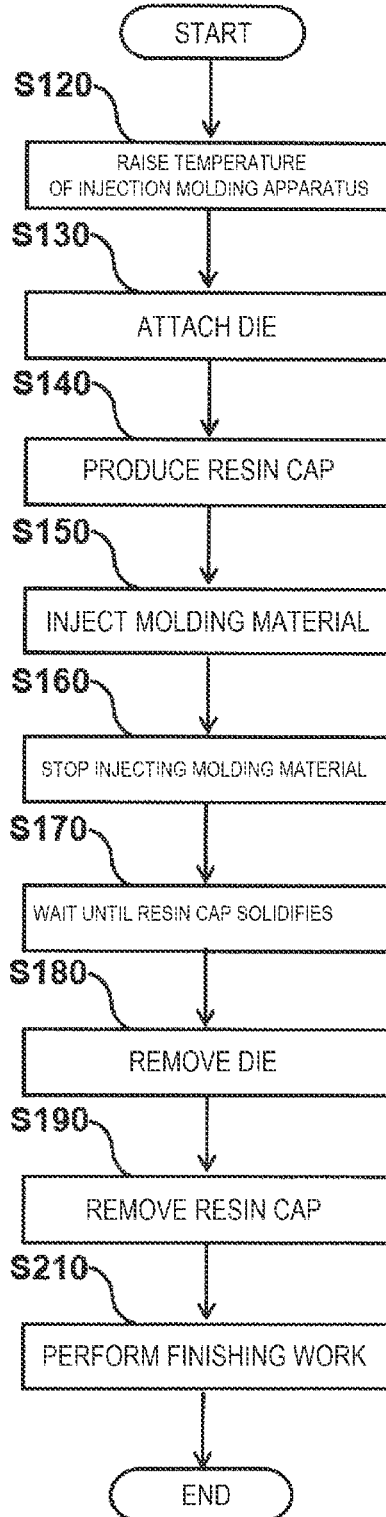 START
S120
RAISE TEMPERATURE
OF INJECTION MOLDING APPARATUS
S130
ATTACH DIE
S140
PRODUCE RESIN CAP
S150
INJECT MOLDING MATERIAL
S160
STOP INJECTING MOLDING MATERIAL
S170
WAIT UNTIL RESIN CAP SOLIDIFIES
S180
REMOVE DIE
S190
REMOVE RESIN CAP
S210
PERFORM FINISHING WORK
END